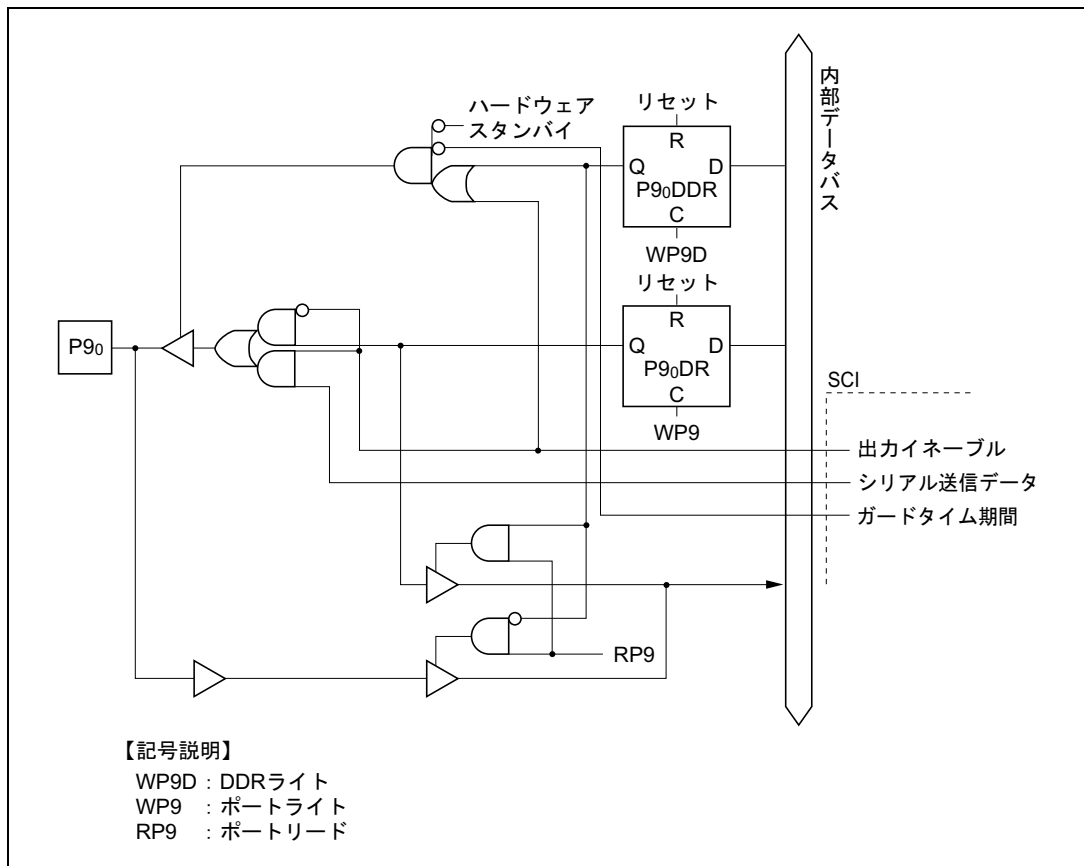 ハードウェア
スタンバイ
リセット
R
Q D
P9₀DDR
C
WP9D
内部データバス
リセット
R
Q D
P9₀DR
C
WP9
P9₀
SCI
出力イネーブル
シリアル送信データ
ガードタイム期間
RP9
【記号説明】
WP9D : DDRライト
WP9 : ポートライト
RP9 : ポートリード